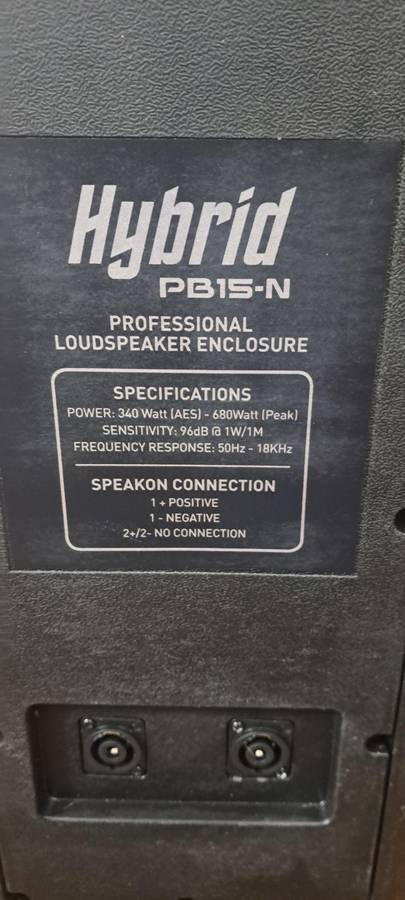 Hybrid
PB15-N
PROFESSIONAL
LOUDSPEAKER ENCLOSURE
SPECIFICATIONS
POWER: 340 Watt (AES) - 680Watt (Peak)
SENSITIVITY: 96dB @ 1W/1M
FREQUENCY RESPONSE: 50Hz - 18KHz
SPEAKON CONNECTION
1 + POSITIVE
1 - NEGATIVE
2+/2- NO CONNECTION